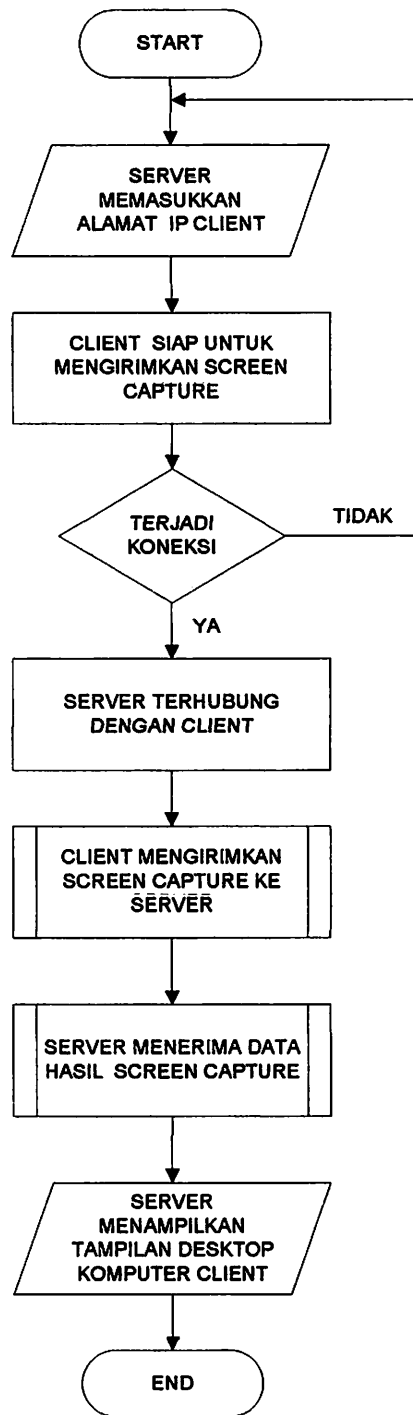 START
SERVER
MEMASUKKAN
ALAMAT IP CLIENT
CLIENT SIAP UNTUK
MENGIRIMKAN SCREEN
CAPTURE
TERJADI
KONEKSI
TIDAK
YA
SERVER TERHUBUNG
DENGAN CLIENT
CLIENT MENGIRIMKAN
SCREEN CAPTURE KE
SERVER
SERVER MENERIMA DATA
HASIL SCREEN CAPTURE
SERVER
MENAMPILKAN
TAMPILAN DESKTOP
KOMPUTER CLIENT
END